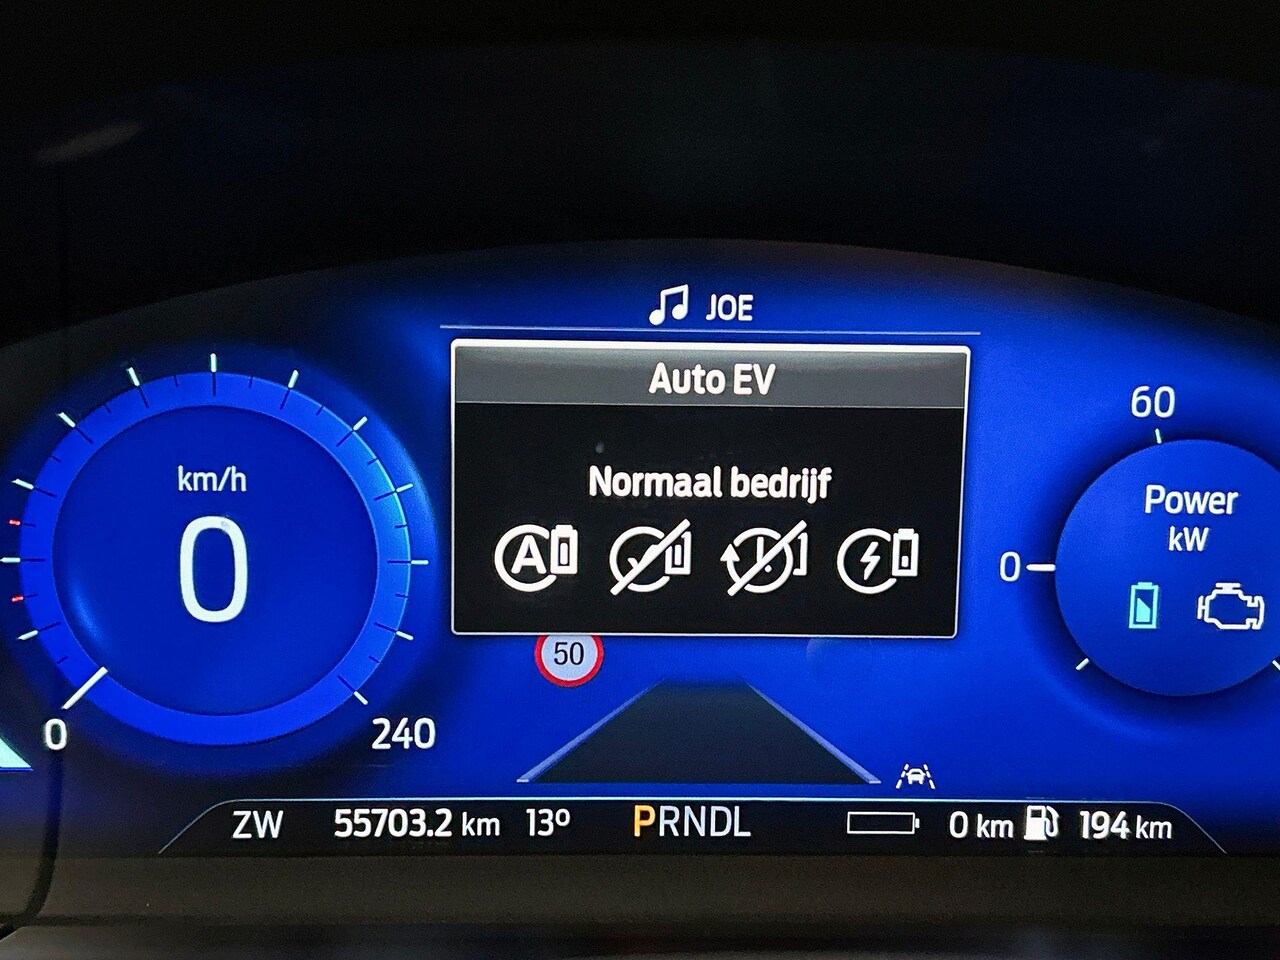 JOE
Auto EV
Normaal bedrijf
A
km/h
0
0
240
60
0
Power
kW
50
ZW 55703.2 km 13º PRNDL 0 km 194 km